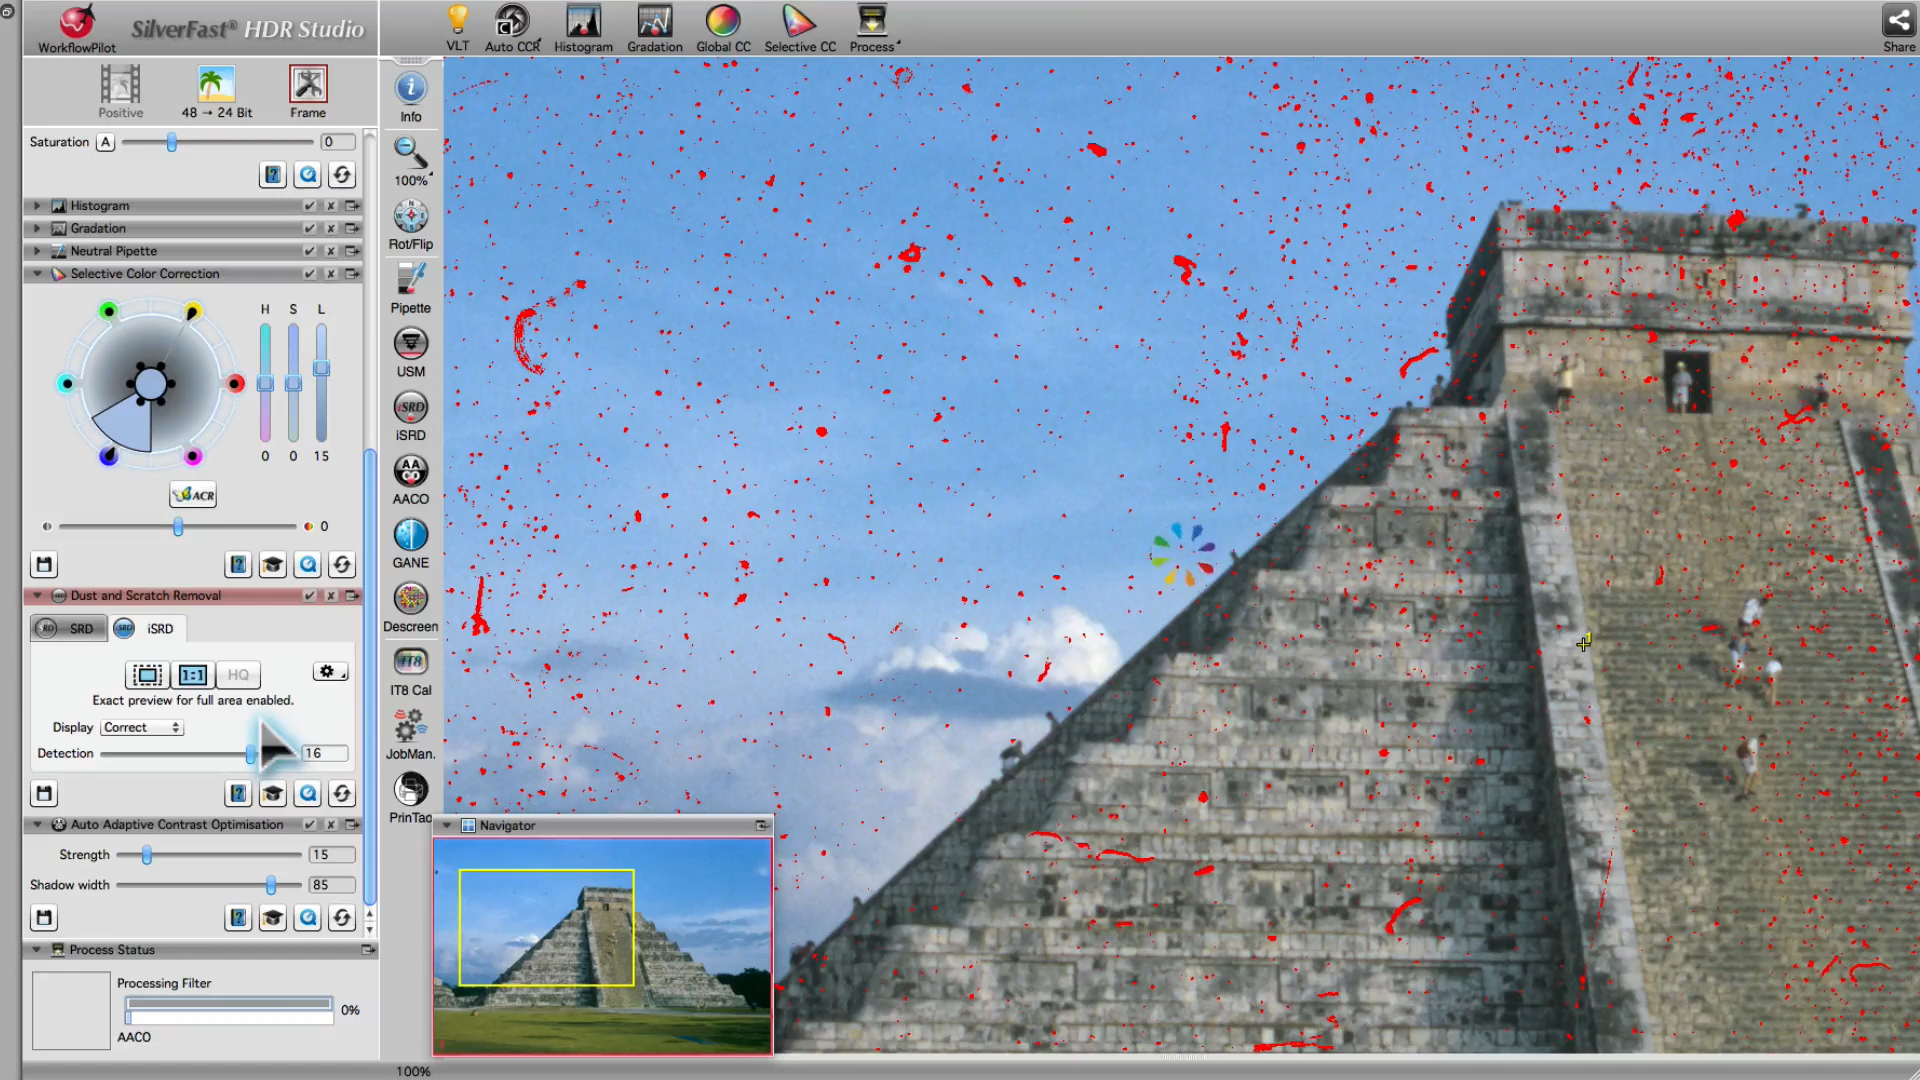 WorkflowPilot
SilverFast® HDR Studio
VLT
Auto CCR
Histogram
Gradation
Global CC
Selective CC
Process
Share
Positive
48 → 24 Bit
Frame
Info
100%
Rot/Flip
Pipette
USM
iSRD
iSRD
AACO
AACO
GANE
Descreen
IT8
IT8 Cal
JobMan.
PrinTao
Saturation A 0
Histogram
Gradation
Neutral Pipette
Selective Color Correction
H S L
0 0 15
ACR
0
Dust and Scratch Removal
SRD iSRD
1:1 HQ
Exact preview for full area enabled.
Display Correct
Detection 16
Auto Adaptive Contrast Optimisation
Strength 15
Shadow width 85
Process Status
Processing Filter
0%
AACO
Navigator
100%